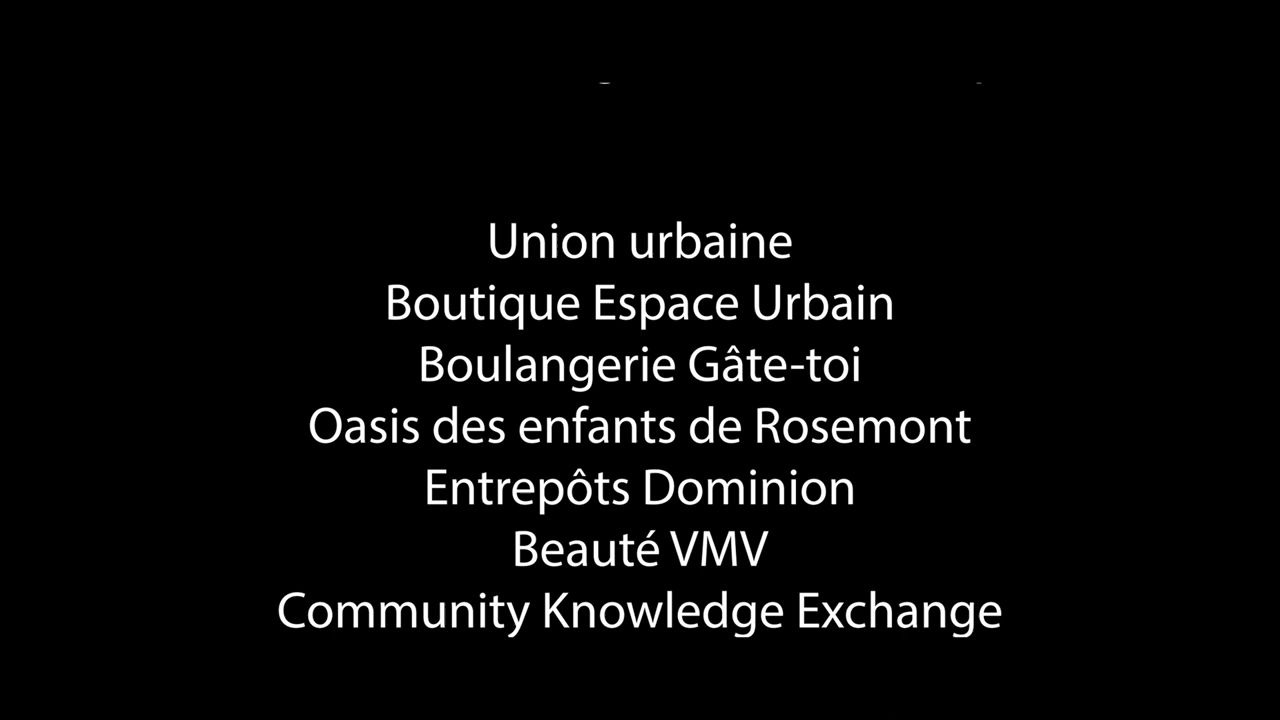 Union urbaine
Boutique Espace Urbain
Boulangerie Gâte-toi
Oasis des enfants de Rosemont
Entrepôts Dominion
Beauté VMV
Community Knowledge Exchange